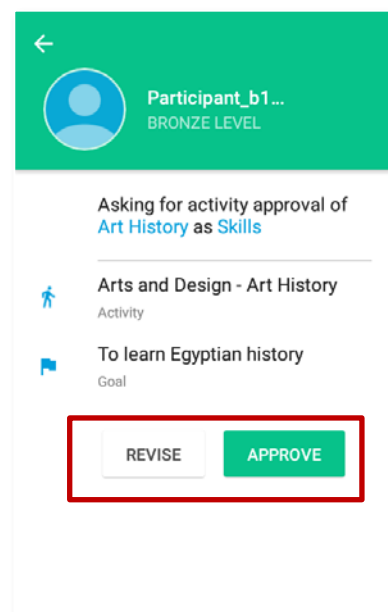 Participant_b1...
BRONZE LEVEL
Asking for activity approval of
Art History as Skills
Arts and Design - Art History
Activity
To learn Egyptian history
Goal
REVISE
APPROVE